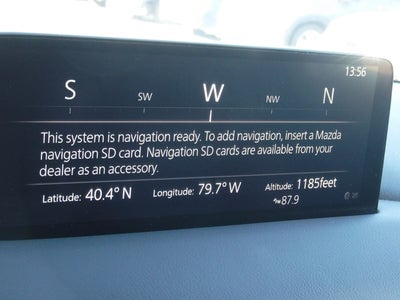 13:56
S SW W NW N
This system is navigation ready. To add navigation, insert a Mazda
navigation SD card. Navigation SD cards are available from your
dealer as an accessory.
Latitude: 40.4° N Longitude: 79.7° W Altitude: 1185feet
87.9